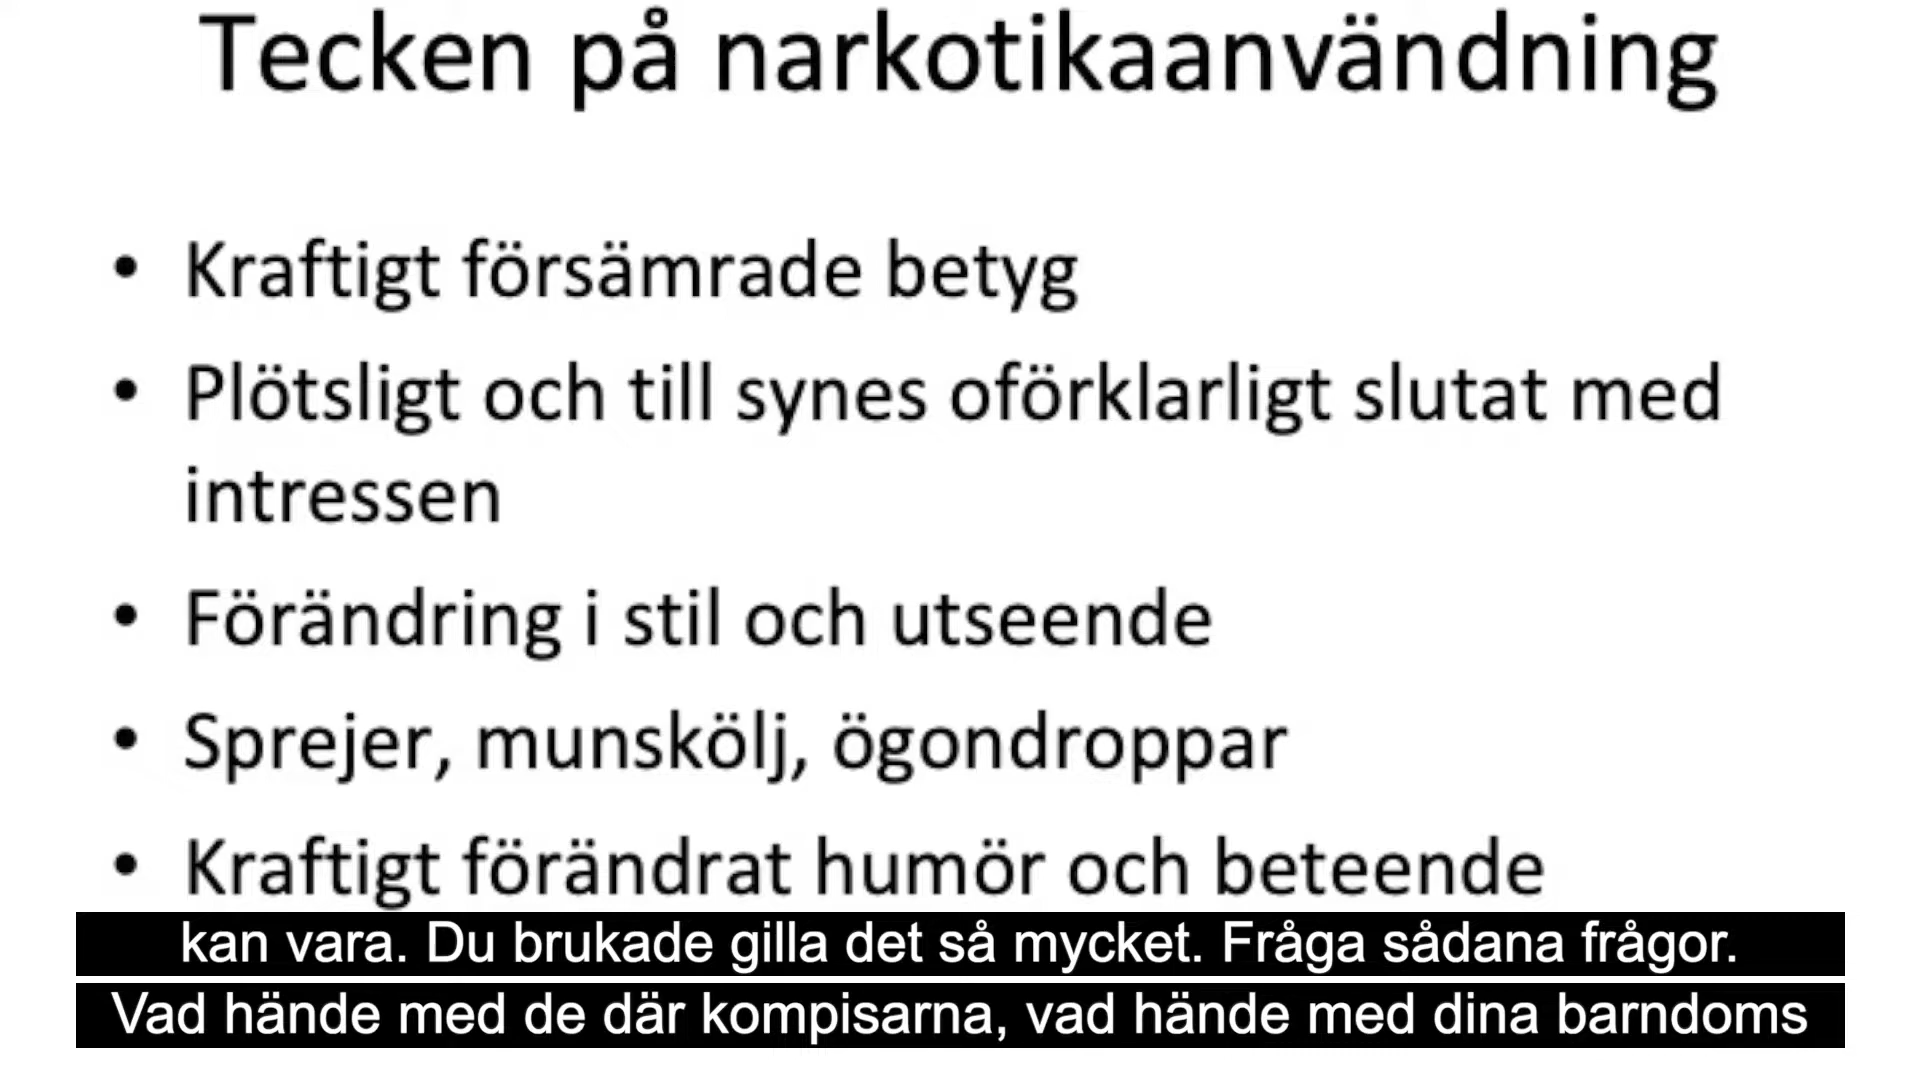 Tecken på narkotikaanvändning
• Kraftigt försämrade betyg
• Plötsligt och till synes oförklarligt slutat med
intressen
• Förändring i stil och utseende
• Sprejer, munskölj, ögondroppar
• Kraftigt förändrat humör och beteende
kan vara. Du brukade gilla det så mycket. Fråga sådana frågor.
Vad hände med de där kompisarna, vad hände med dina barndoms